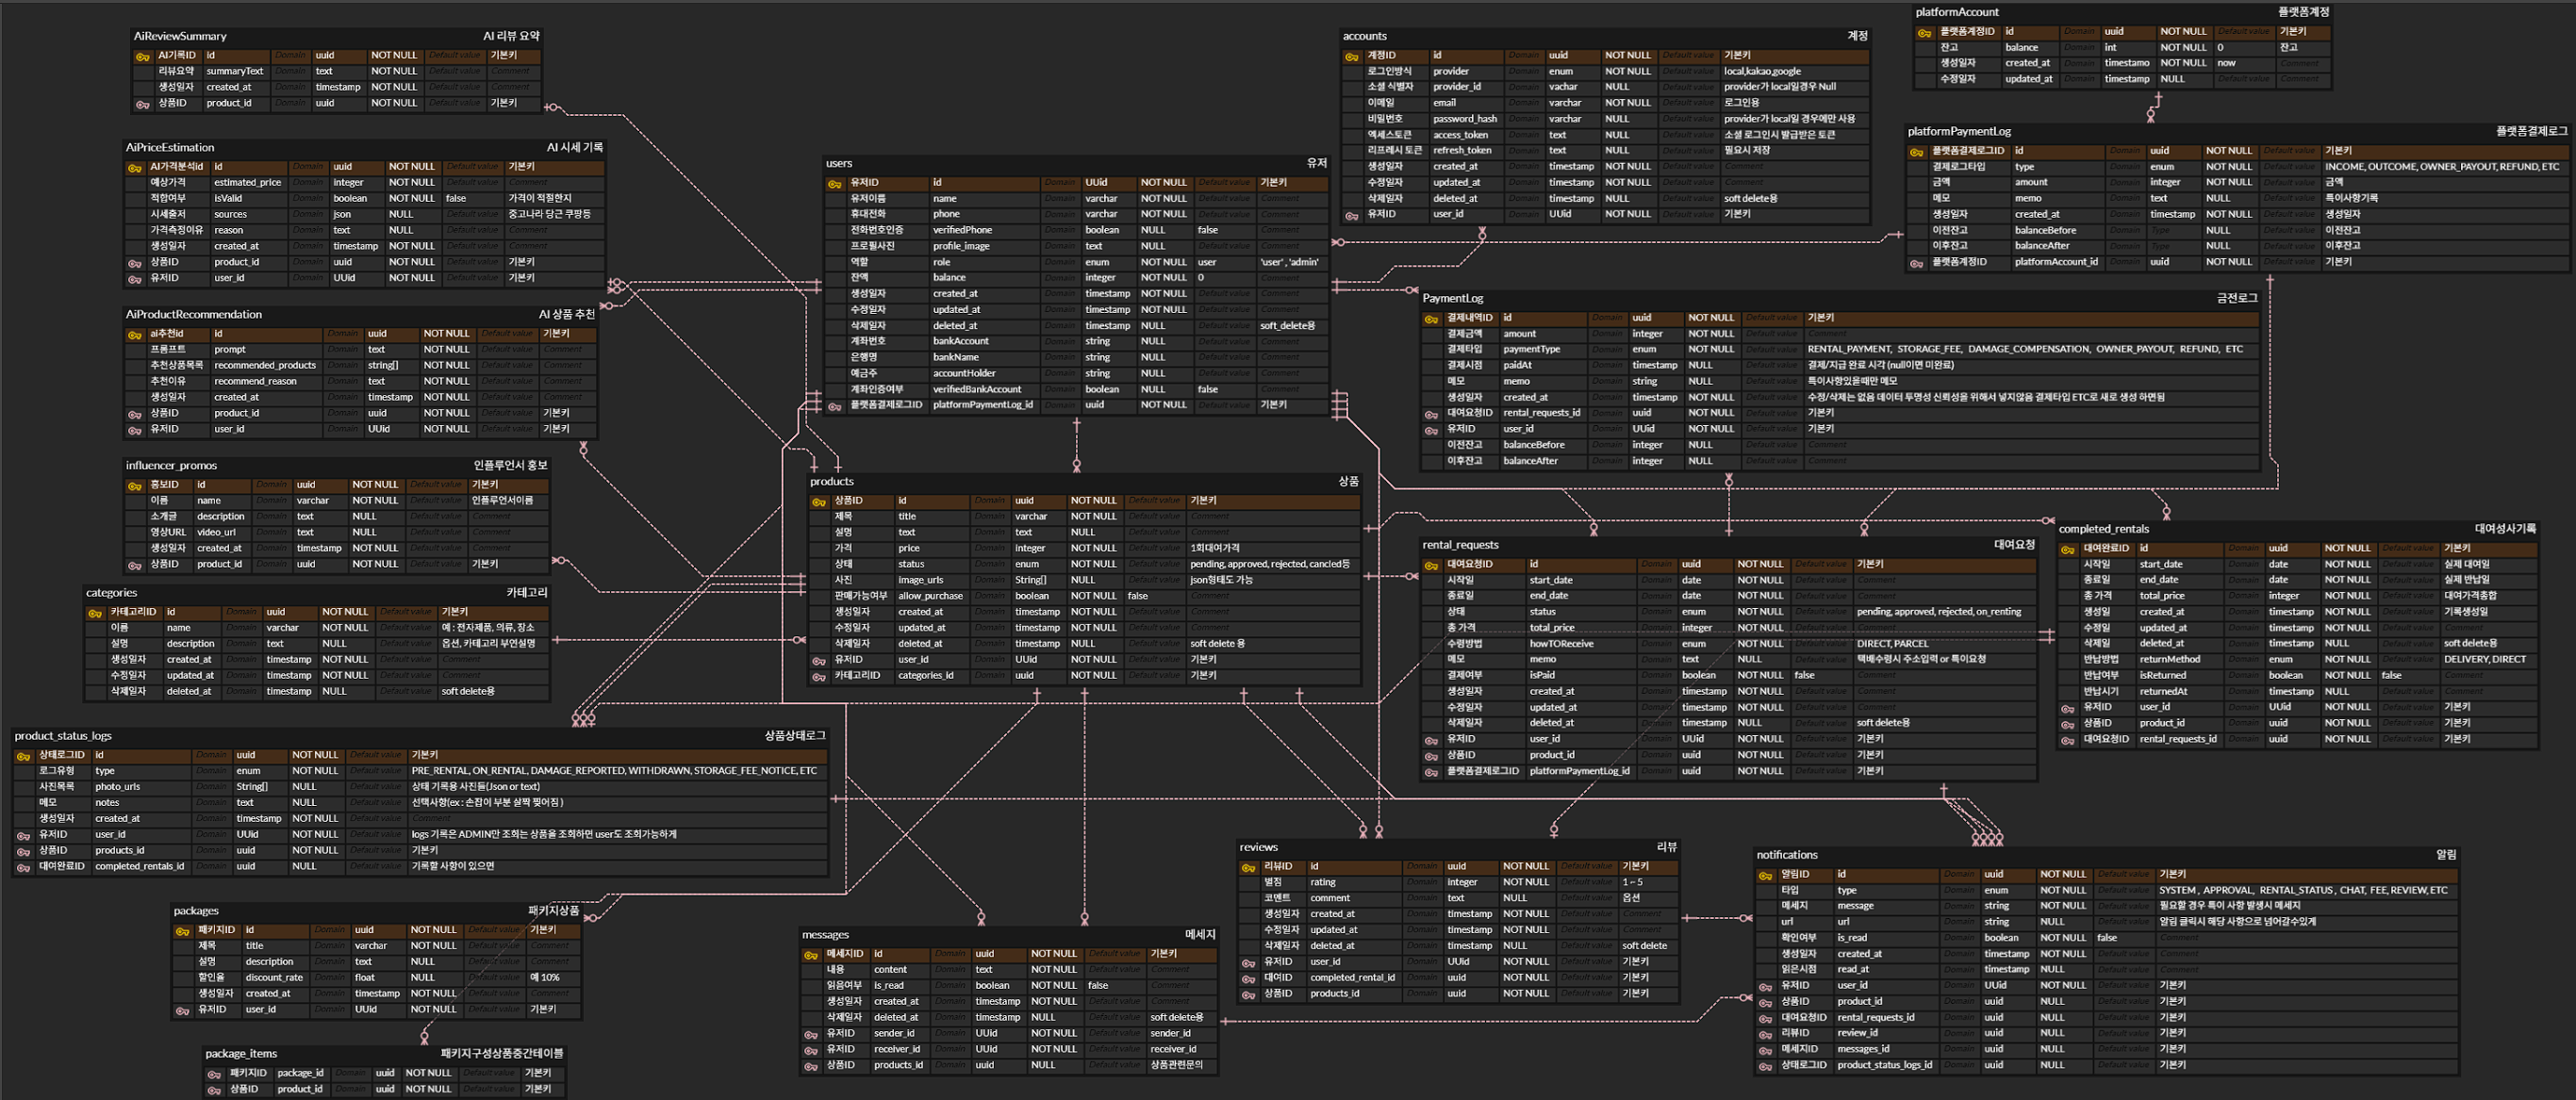 AiReviewSummary AI 리뷰 요약
AI기록ID id Domain uuid NOT NULL Default value 기본키
리뷰요약 summaryText Domain text NOT NULL Default value Comment
생성일자 created_at Domain timestamp NOT NULL Default value Comment
상품ID product_id Domain uuid NOT NULL Default value 기본키
AiPriceEstimation AI 시세 기록
AI가격분석id id Domain uuid NOT NULL Default value 기본키
예상가격 estimated_price Domain integer NOT NULL Default value Comment
적합여부 isValid Domain boolean NOT NULL false 가격이 적절한지
시세출저 sources Domain json NULL Default value 중고나라 당근 쿠팡등
가격측정이유 reason Domain text NULL Default value Comment
생성일자 created_at Domain timestamp NOT NULL Default value Comment
상품ID product_id Domain uuid NOT NULL Default value 기본키
유저ID user_id Domain UUid NOT NULL Default value 기본키
AiProductRecommendation AI 상품 추천
ai추천id id Domain uuid NOT NULL Default value 기본키
프롬프트 prompt Domain text NOT NULL Default value Comment
추천상품목록 recommended_products Domain string[] NOT NULL Default value Comment
추천이유 recommend_reason Domain text NOT NULL Default value Comment
생성일자 created_at Domain timestamp NOT NULL Default value Comment
상품ID product_id Domain uuid NOT NULL Default value 기본키
유저ID user_id Domain UUid NOT NULL Default value 기본키
influencer_promos 인플루언서 홍보
홍보ID id Domain uuid NOT NULL Default value 기본키
이름 name Domain varchar NOT NULL Default value 인플루언서이름
소개글 description Domain text NULL Default value Comment
영상URL video_url Domain text NULL Default value Comment
생성일자 created_at Domain timestamp NOT NULL Default value Comment
상품ID product_id Domain uuid NOT NULL Default value 기본키
categories 카테고리
카테고리ID id Domain uuid NOT NULL Default value 기본키
이름 name Domain varchar NOT NULL Default value 예 : 전자제품, 의류, 장소
설명 description Domain text NULL Default value 옵션, 카테고리 부연설명
생성일자 created_at Domain timestamp NOT NULL Default value Comment
수정일자 updated_at Domain timestamp NOT NULL Default value Comment
삭제일자 deleted_at Domain timestamp NULL Default value soft delete용
product_status_logs 상품상태로그
상태로그ID id Domain uuid NOT NULL Default value 기본키
로그유형 type Domain enum NOT NULL Default value PRE_RENTAL, ON_RENTAL, DAMAGE_REPORTED, WITHDRAWN, STORAGE_FEE_NOTICE, ETC
사진목록 photo_urls Domain String[] NULL Default value 상태 기록용 사진들(Json or text)
메모 notes Domain text NULL Default value 선택사항(ex : 손잡이 부분 살짝 찢어짐 )
생성일자 created_at Domain timestamp NOT NULL Default value Comment
유저ID user_id Domain UUid NOT NULL Default value logs 기록은 ADMIN만 조회는 상품을 조회하면 user도 조회가능하게
상품ID products_id Domain uuid NOT NULL Default value 기본키
대여완료ID completed_rentals_id Domain uuid NULL Default value 기록할 사항이 있으면
packages 패키지상품
패키지ID id Domain uuid NOT NULL Default value 기본키
제목 title Domain varchar NOT NULL Default value Comment
설명 description Domain text NULL Default value Comment
할인율 discount_rate Domain float NULL Default value 예 10%
생성일자 created_at Domain timestamp NOT NULL Default value Comment
유저ID user_id Domain UUid NOT NULL Default value 기본키
package_items 패키지구성상품중간테이블
패키지ID package_id Domain uuid NOT NULL Default value 기본키
상품ID product_id Domain uuid NOT NULL Default value 기본키
users 유저
유저ID id Domain UUid NOT NULL Default value 기본키
유저이름 name Domain varchar NOT NULL Default value Comment
휴대전화 phone Domain varchar NOT NULL Default value Comment
전화번호인증 verifiedPhone Domain boolean NULL false Comment
프로필사진 profile_image Domain text NULL Default value Comment
역할 role Domain enum NOT NULL user 'user' , 'admin'
잔액 balance Domain integer NOT NULL 0 Comment
생성일자 created_at Domain timestamp NOT NULL Default value Comment
수정일자 updated_at Domain timestamp NOT NULL Default value Comment
삭제일자 deleted_at Domain timestamp NULL Default value soft_delete용
계좌번호 bankAccount Domain string NULL Default value Comment
은행명 bankName Domain string NULL Default value Comment
예금주 accountHolder Domain string NULL Default value Comment
계좌인증여부 verifiedBankAccount Domain boolean NULL false Comment
플랫폼결제로그ID platformPaymentLog_id Domain uuid NOT NULL Default value 기본키
products 상품
상품ID id Domain uuid NOT NULL Default value 기본키
제목 title Domain varchar NOT NULL Default value Comment
설명 text Domain text NULL Default value Comment
가격 price Domain integer NOT NULL Default value 1회대여가격
상태 status Domain enum NOT NULL Default value pending, approved, rejected, cancled등
사진 image_urls Domain String[] NULL Default value json형태도 가능
판매가능여부 allow_purchase Domain boolean NOT NULL false Comment
생성일자 created_at Domain timestamp NOT NULL Default value Comment
수정일자 updated_at Domain timestamp NOT NULL Default value Comment
삭제일자 deleted_at Domain timestamp NULL Default value soft delete 용
유저ID user_id Domain UUid NOT NULL Default value 기본키
카테고리ID categories_id Domain uuid NOT NULL Default value 기본키
messages 메세지
메세지ID id Domain uuid NOT NULL Default value 기본키
내용 content Domain text NOT NULL Default value Comment
읽음여부 is_read Domain boolean NOT NULL false Comment
생성일자 created_at Domain timestamp NOT NULL Default value Comment
삭제일자 deleted_at Domain timestamp NULL Default value soft delete용
유저ID sender_id Domain UUid NOT NULL Default value sender_id
유저ID receiver_id Domain UUid NOT NULL Default value receiver_id
상품ID products_id Domain uuid NULL Default value 상품관련문의
accounts 계정
계정ID id Domain uuid NOT NULL Default value 기본키
로그인방식 provider Domain enum NOT NULL Default value local,kakao,google
소셜 식별자 provider_id Domain vachar NULL Default value provider가 local일경우 Null
이메일 email Domain varchar NOT NULL Default value 로그인용
비밀번호 password_hash Domain varchar NULL Default value provider가 local일 경우에만 사용
엑세스토큰 access_token Domain text NULL Default value 소셜 로그인시 발급받은 토큰
리프레시 토큰 refresh_token Domain text NULL Default value 필요시 저장
생성일자 created_at Domain timestamp NOT NULL Default value Comment
수정일자 updated_at Domain timestamp NOT NULL Default value Comment
삭제일자 deleted_at Domain timestamp NULL Default value soft delete용
유저ID user_id Domain UUid NOT NULL Default value 기본키
platformAccount 플랫폼계정
플랫폼계정ID id Domain uuid NOT NULL Default value 기본키
잔고 balance Domain int NOT NULL 0 잔고
생성일자 created_at Domain timestamo NOT NULL now Comment
수정일자 updated_at Domain timestamp NULL Default value Comment
platformPaymentLog 플랫폼결제로그
플랫폼결제로그ID id Domain uuid NOT NULL Default value 기본키
결제로그타입 type Domain enum NOT NULL Default value INCOME, OUTCOME, OWNER_PAYOUT, REFUND, ETC
금액 amount Domain integer NOT NULL Default value 금액
메모 memo Domain text NULL Default value 특이사항기록
생성일자 created_at Domain timestamp NOT NULL Default value 생성일자
이전잔고 balanceBefore Domain Type NULL Default value 이전잔고
이후잔고 balanceAfter Domain Type NULL Default value 이후잔고
플랫폼계정ID platformAccount_id Domain uuid NOT NULL Default value 기본키
PaymentLog 금전로그
결제내역ID id Domain uuid NOT NULL Default value 기본키
결제금액 amount Domain integer NOT NULL Default value Comment
결제타입 paymentType Domain enum NOT NULL Default value RENTAL_PAYMENT, STORAGE_FEE, DAMAGE_COMPENSATION, OWNER_PAYOUT, REFUND, ETC
결제시점 paidAt Domain timestamp NULL Default value 결제/지급 완료 시각 (null이면 미완료)
메모 memo Domain string NULL Default value 특이사항있을때만 메모
생성일자 created_at Domain timestamp NOT NULL Default value 수정/삭제는 없음 데이터 투명성 신뢰성을 위해서 넣지않음 결제타입 ETC로 새로 생성 하면됨
대여요청ID rental_requests_id Domain uuid NOT NULL Default value 기본키
유저ID user_id Domain UUid NOT NULL Default value 기본키
이전잔고 balanceBefore Domain integer NULL Default value Comment
이후잔고 balanceAfter Domain integer NULL Default value Comment
rental_requests 대여요청
대여요청ID id Domain uuid NOT NULL Default value 기본키
시작일 start_date Domain date NOT NULL Default value Comment
종료일 end_date Domain date NOT NULL Default value Comment
상태 status Domain enum NOT NULL Default value pending, approved, rejected, on_renting
총 가격 total_price Domain integer NOT NULL Default value Comment
수령방법 howTOReceive Domain enum NOT NULL Default value DIRECT, PARCEL
메모 memo Domain text NULL Default value 택배수령시 주소입력 or 특이요청
결제여부 isPaid Domain boolean NOT NULL false Comment
생성일자 created_at Domain timestamp NOT NULL Default value Comment
수정일자 updated_at Domain timestamp NOT NULL Default value Comment
삭제일자 deleted_at Domain timestamp NULL Default value soft delete용
유저ID user_id Domain UUid NOT NULL Default value 기본키
상품ID product_id Domain uuid NOT NULL Default value 기본키
플랫폼결제로그ID platformPaymentLog_id Domain uuid NOT NULL Default value 기본키
completed_rentals 대여성사기록
대여완료ID id Domain uuid NOT NULL Default value 기본키
시작일 start_date Domain date NOT NULL Default value 실제 대여일
종료일 end_date Domain date NOT NULL Default value 실제 반납일
총 가격 total_price Domain integer NOT NULL Default value 대여가격총합
생성일 created_at Domain timestamp NOT NULL Default value 기록생성일
수정일 updated_at Domain timestamp NOT NULL Default value Comment
삭제일 deleted_at Domain timestamp NULL Default value soft delete용
반납방법 returnMethod Domain enum NOT NULL Default value DELIVERY, DIRECT
반납여부 isReturned Domain boolean NOT NULL false Comment
반납시기 returnedAt Domain timestamp NULL Default value Comment
유저ID user_id Domain UUid NOT NULL Default value 기본키
상품ID product_id Domain uuid NOT NULL Default value 기본키
대여요청ID rental_requests_id Domain uuid NOT NULL Default value 기본키
reviews 리뷰
리뷰ID id Domain uuid NOT NULL Default value 기본키
별점 rating Domain integer NOT NULL Default value 1 ~ 5
코멘트 comment Domain text NULL Default value 옵션
생성일자 created_at Domain timestamp NOT NULL Default value Comment
수정일자 updated_at Domain timestamp NOT NULL Default value Comment
삭제일자 deleted_at Domain timestamp NULL Default value soft delete
유저ID user_id Domain UUid NOT NULL Default value 기본키
대여ID completed_rental_id Domain uuid NOT NULL Default value 기본키
상품ID products_id Domain uuid NOT NULL Default value 기본키
notifications 알림
알림ID id Domain uuid NOT NULL Default value 기본키
타입 type Domain enum NOT NULL Default value SYSTEM , APPROVAL, RENTAL_STATUS , CHAT, FEE, REVIEW, ETC
메세지 message Domain string NOT NULL Default value 필요할 경우 특이 사항 발생시 메세지
url url Domain string NULL Default value 알림 클릭시 해당 사항으로 넘어갈수있게
확인여부 is_read Domain boolean NOT NULL false Comment
생성일자 created_at Domain timestamp NOT NULL Default value Comment
읽은시점 read_at Domain timestamp NULL Default value Comment
유저ID user_id Domain UUid NOT NULL Default value 기본키
상품ID product_id Domain uuid NULL Default value 기본키
대여요청ID rental_requests_id Domain uuid NULL Default value 기본키
리뷰ID review_id Domain uuid NULL Default value 기본키
메세지ID messages_id Domain uuid NULL Default value 기본키
상태로그ID product_status_logs_id Domain uuid NULL Default value 기본키